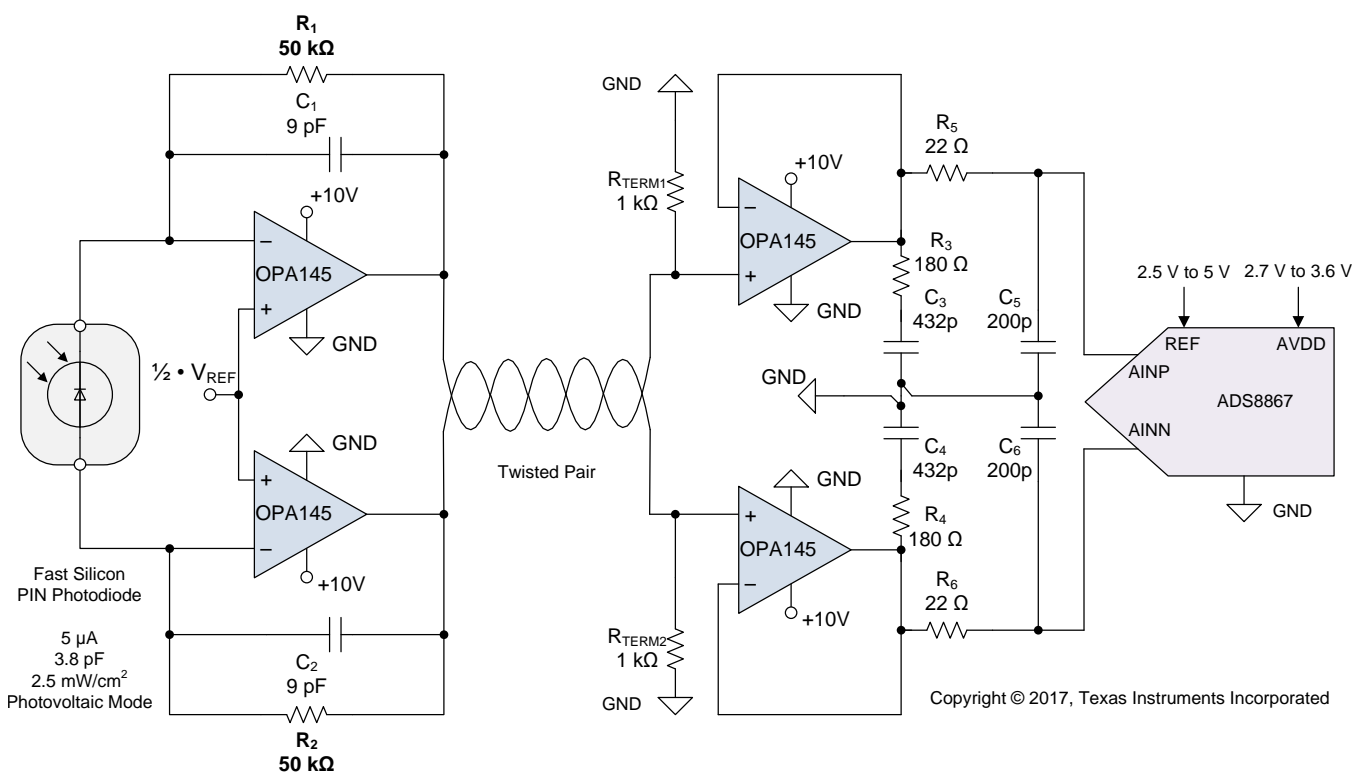 R1
50 kΩ
C1
9 pF
+10V
OPA145
−
+
GND
½ • VREF
GND
+
OPA145
−
+10V
Fast Silicon
PIN Photodiode
5 µA
3.8 pF
2.5 mW/cm²
Photovoltaic Mode
C2
9 pF
R2
50 kΩ
Twisted Pair
GND
RTERM1
1 kΩ
+10V
−
OPA145
+
GND
R5
22 Ω
R3
180 Ω
C3
432p
C5
200p
GND
C4
432p
C6
200p
GND
+
OPA145
−
+10V
R4
180 Ω
R6
22 Ω
RTERM2
1 kΩ
GND
2.5 V to 5 V
2.7 V to 3.6 V
REF
AVDD
AINP
ADS8867
AINN
GND
Copyright © 2017, Texas Instruments Incorporated